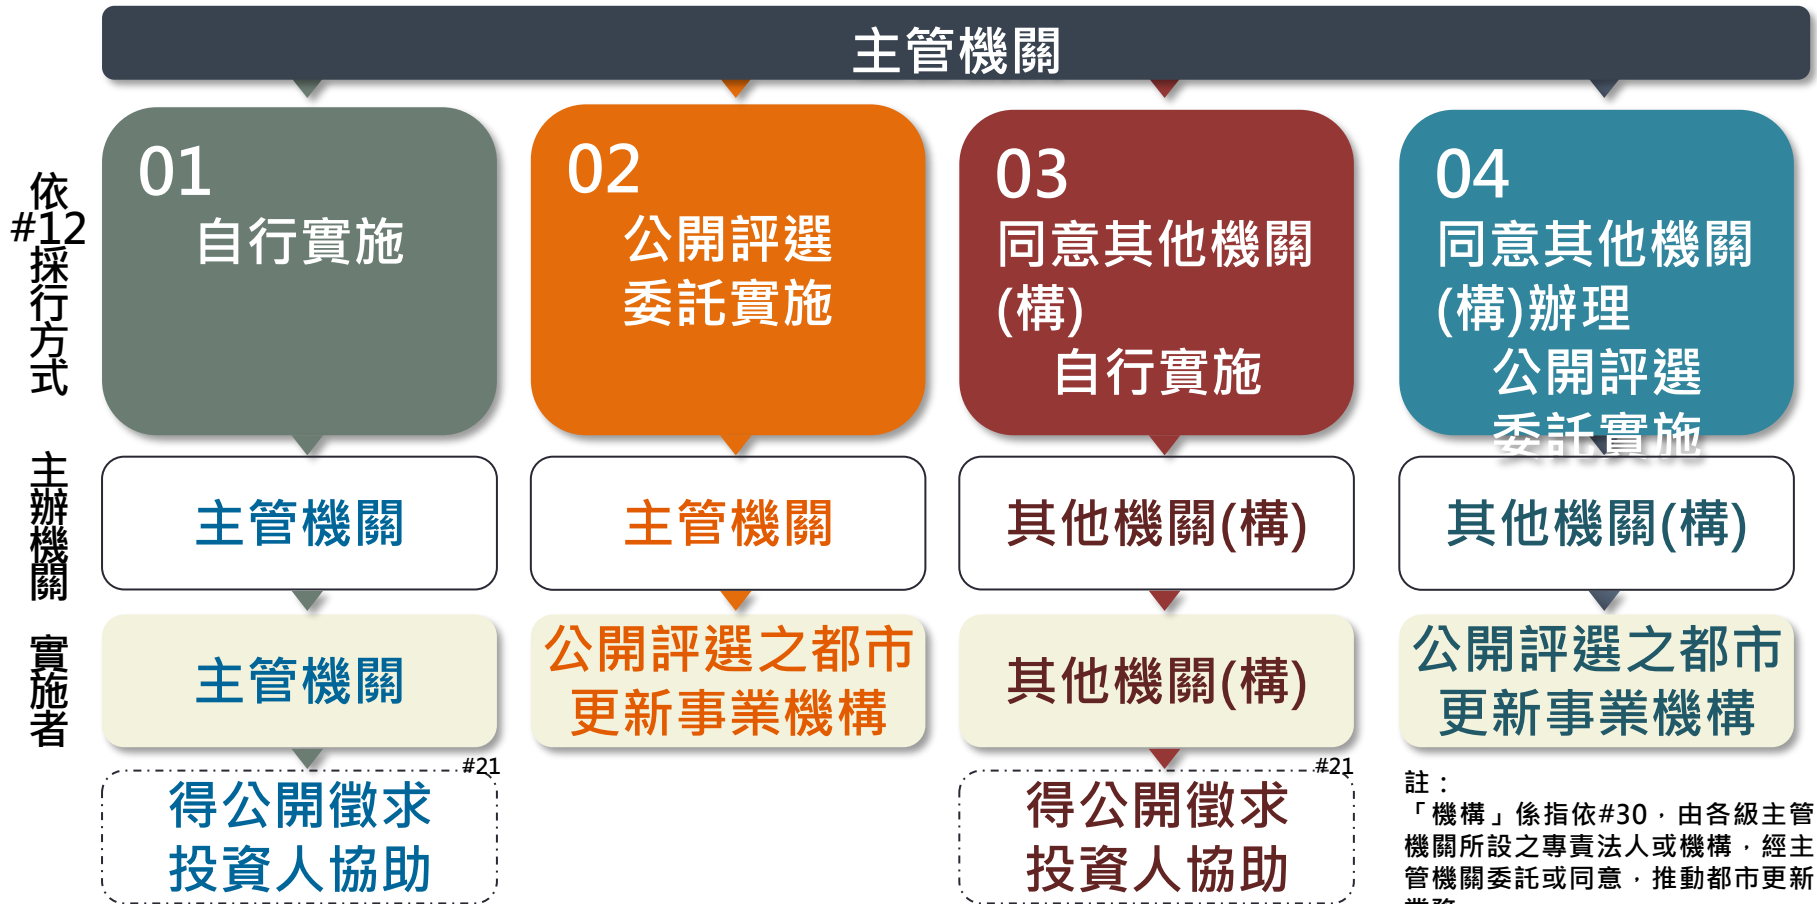 主管機關
依
#12
採行方式
01
自行實施
02
公開評選
委託實施
03
同意其他機關
(構)
自行實施
04
同意其他機關
(構)辦理
公開評選
委託實施
主辦機關
主管機關
主管機關
其他機關(構)
其他機關(構)
實施者
主管機關
公開評選之都市
更新事業機構
其他機關(構)
公開評選之都市
更新事業機構
#21
得公開徵求
投資人協助
#21
得公開徵求
投資人協助
註：
「機構」係指依#30，由各級主管
機關所設之專責法人或機構，經主
管機關委託或同意，推動都市更新